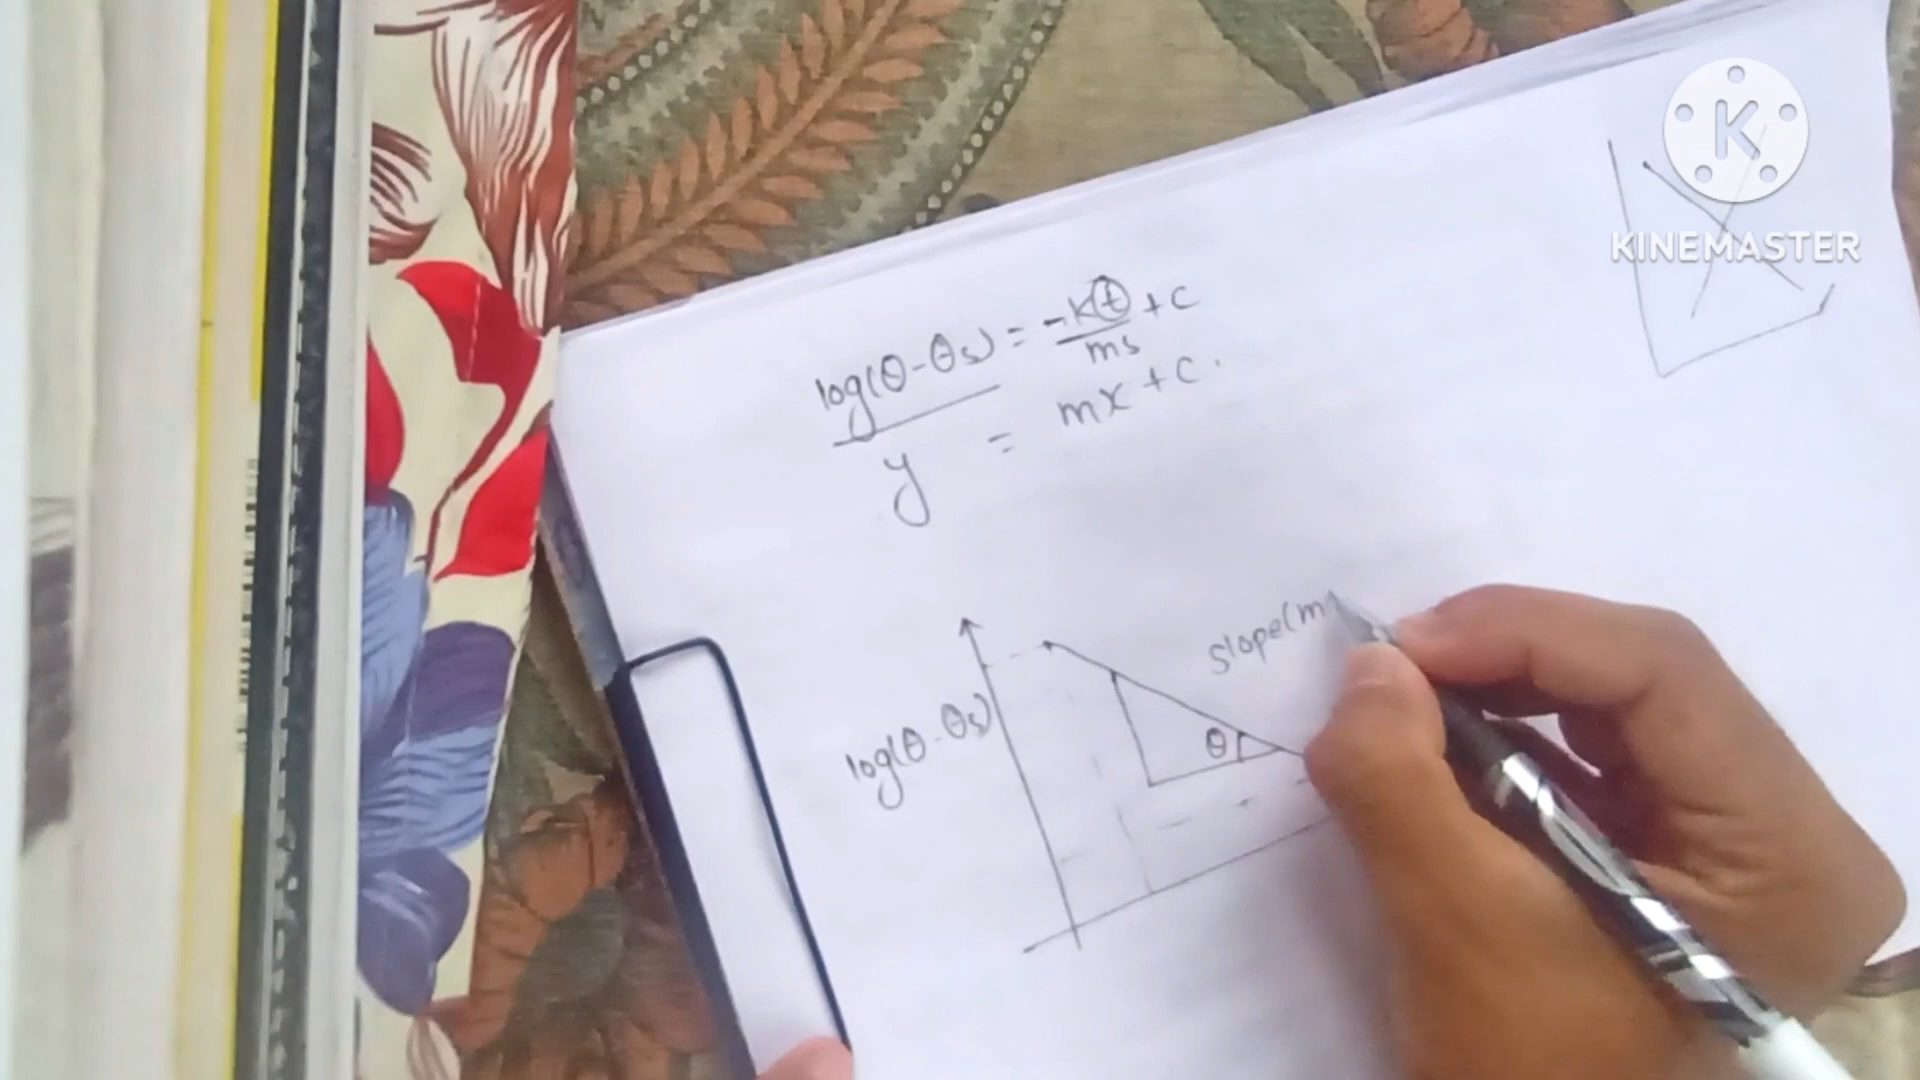 K
KINEMASTER
log(θ-θs) = -k(t)/ms + c
y = mx + c.
slope(m
log(θ-θs)
θ